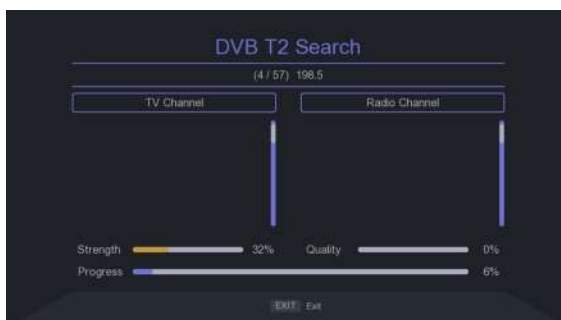 DVB T2 Search
(4 / 57) 198.5
TV Channel
Radio Channel
Strength 32% Quality 0%
Progress 6%
EXIT Exit